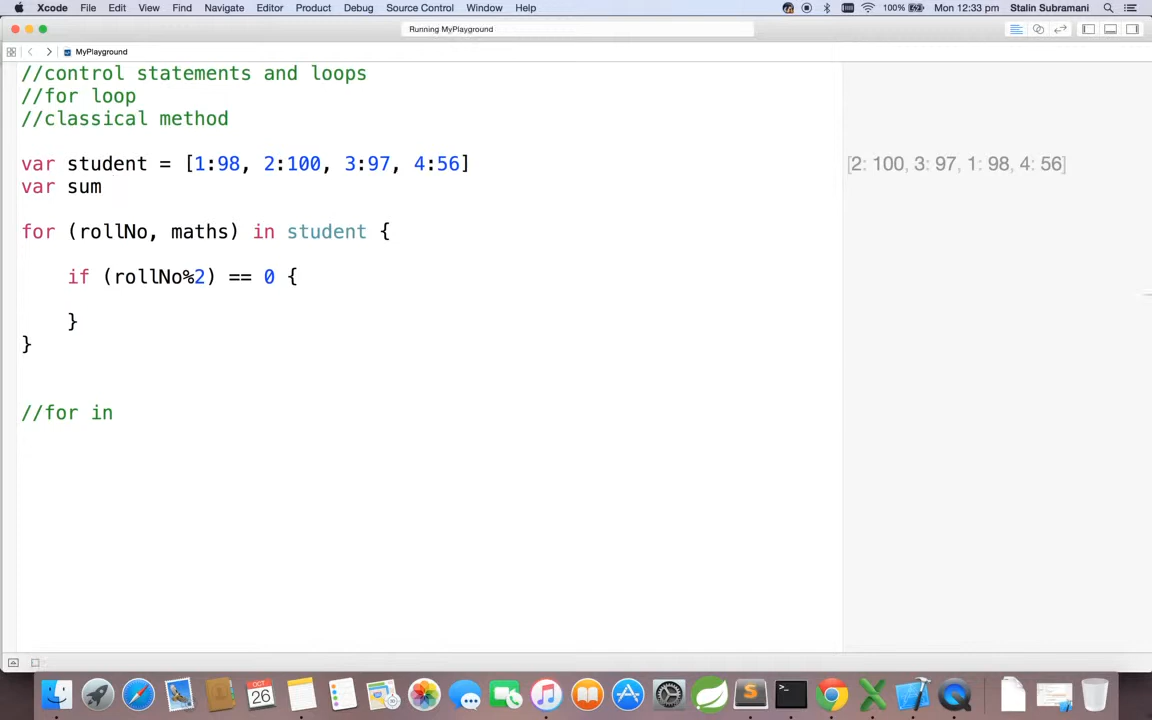 Xcode File Edit View Find Navigate Editor Product Debug Source Control Window Help 100% Mon 12:33 pm Stalin Subramani
Running MyPlayground
MyPlayground
//control statements and loops
//for loop
//classical method
var student = [1:98, 2:100, 3:97, 4:56]
[2: 100, 3: 97, 1: 98, 4: 56]
var sum
for (rollNo, maths) in student {
if (rollNo%2) == 0 {
}
}
//for in
OCT
26